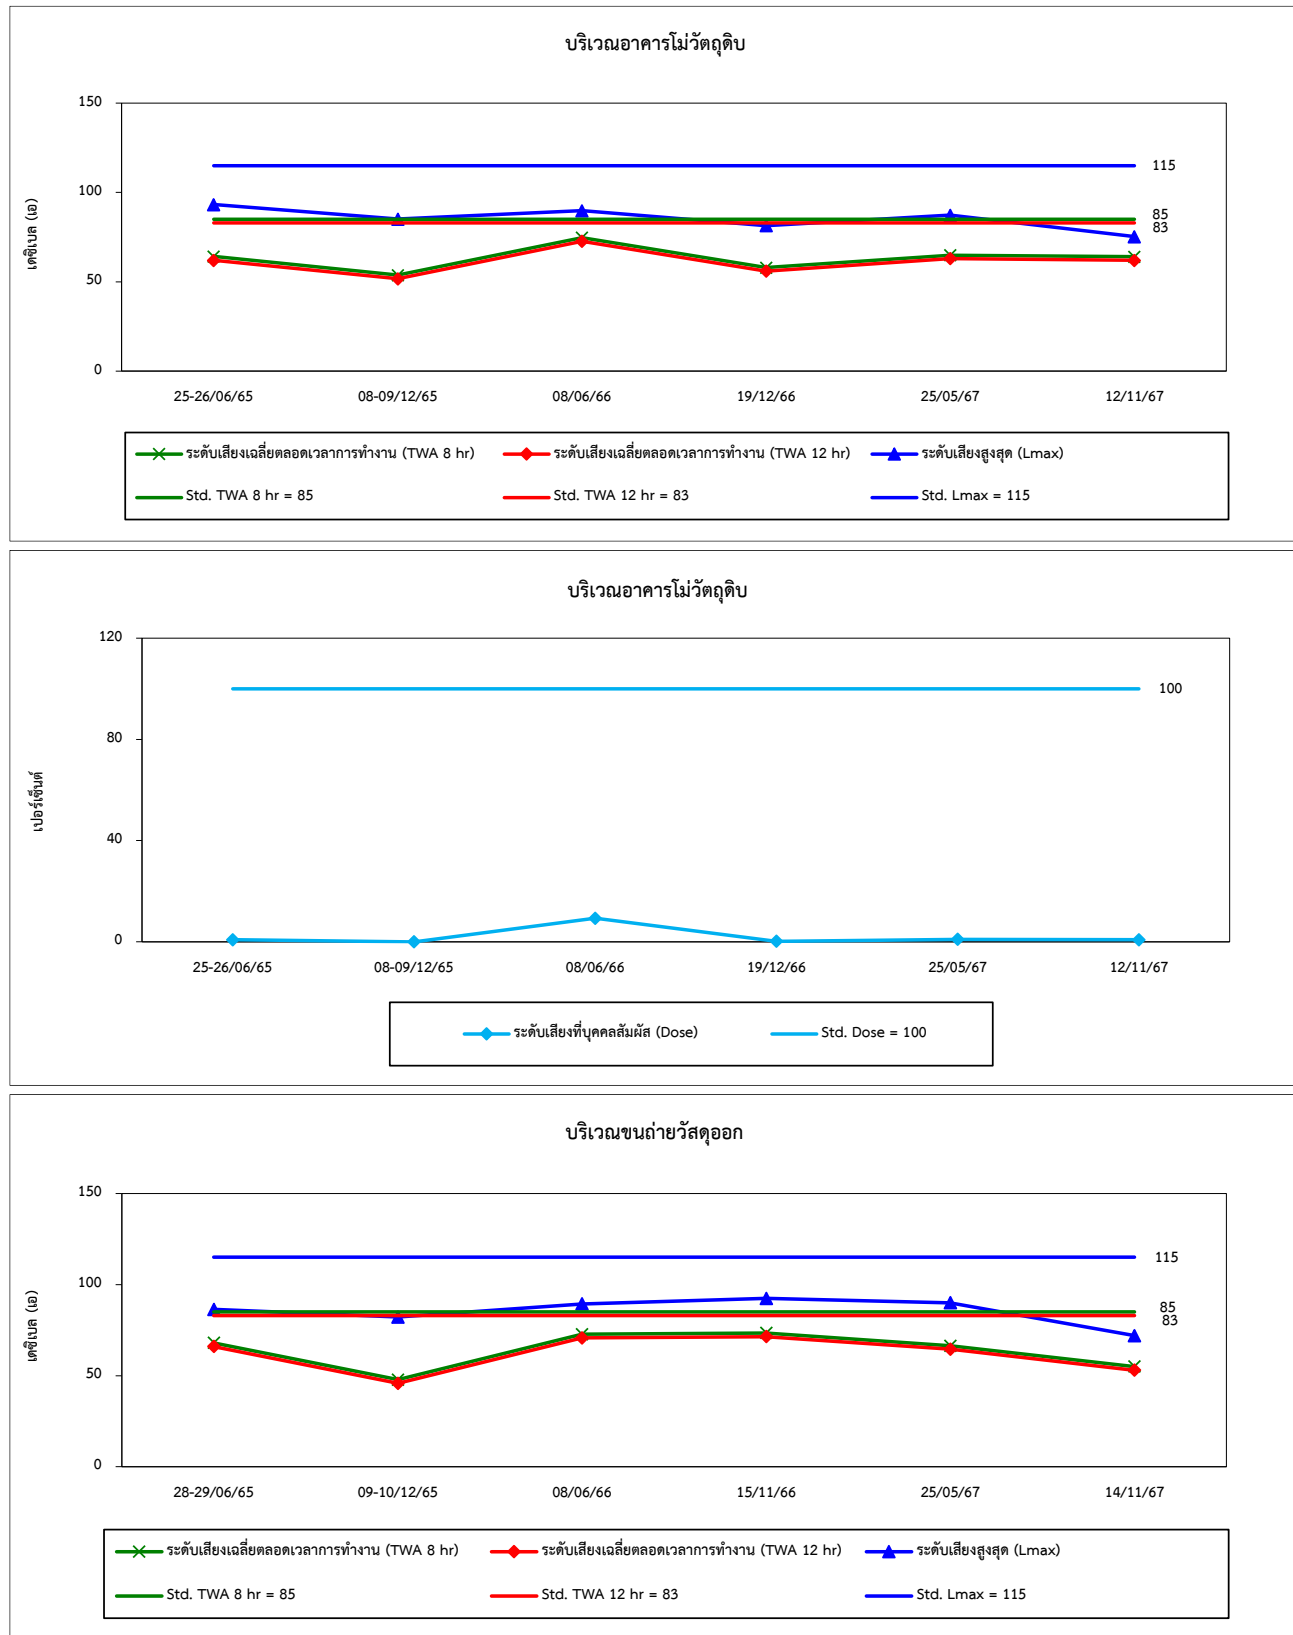 บริเวณอาคารโม่วัตถุดิบ
เดซิเบล (เอ)
150
100
50
0
115
85
83
25-26/06/65 08-09/12/65 08/06/66 19/12/66 25/05/67 12/11/67
ระดับเสียงเฉลี่ยตลอดเวลาการทำงาน (TWA 8 hr) ระดับเสียงเฉลี่ยตลอดเวลาการทำงาน (TWA 12 hr) ระดับเสียงสูงสุด (Lmax)
Std. TWA 8 hr = 85 Std. TWA 12 hr = 83 Std. Lmax = 115
บริเวณอาคารโม่วัตถุดิบ
เปอร์เซ็นต์
120
80
40
0
100
25-26/06/65 08-09/12/65 08/06/66 19/12/66 25/05/67 12/11/67
ระดับเสียงที่บุคคลสัมผัส (Dose) Std. Dose = 100
บริเวณขนถ่ายวัสดุออก
เดซิเบล (เอ)
150
100
50
0
115
85
83
28-29/06/65 09-10/12/65 08/06/66 15/11/66 25/05/67 14/11/67
ระดับเสียงเฉลี่ยตลอดเวลาการทำงาน (TWA 8 hr) ระดับเสียงเฉลี่ยตลอดเวลาการทำงาน (TWA 12 hr) ระดับเสียงสูงสุด (Lmax)
Std. TWA 8 hr = 85 Std. TWA 12 hr = 83 Std. Lmax = 115